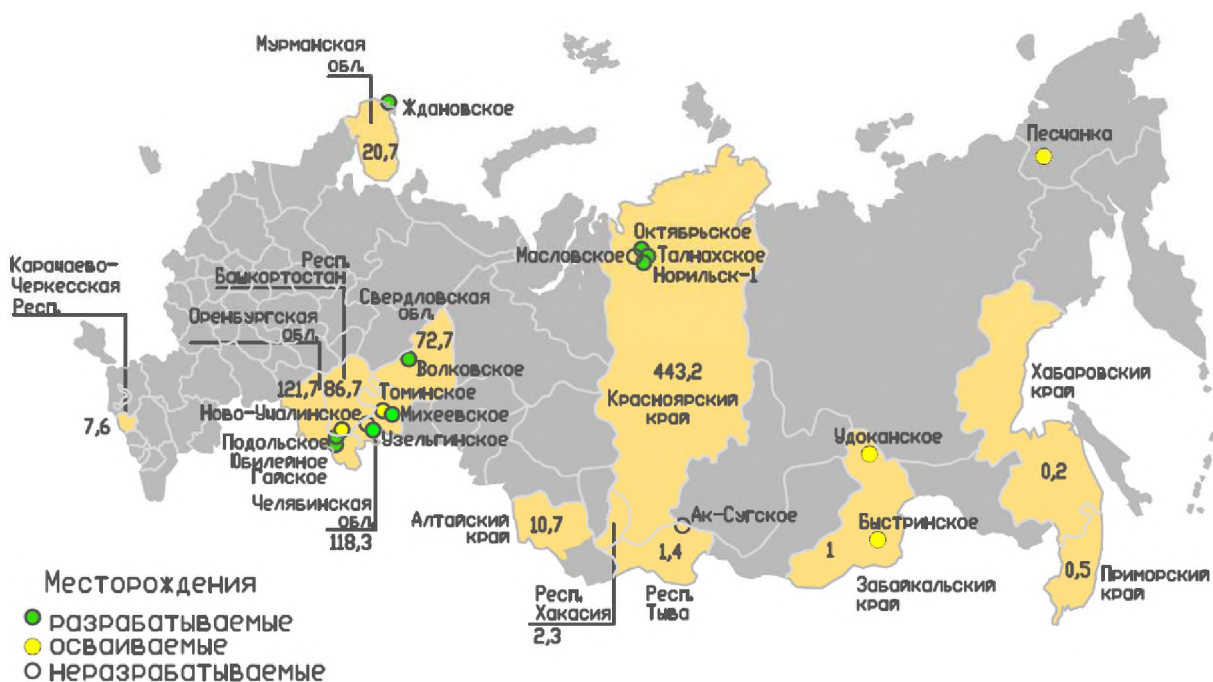 Мурманская
обл.
Ждановское
20,7
Песчанка
Октябрьское
Масловское
Талнахское
Норильск-1
Карачаево-
Черкесская
Респ.
7,6
Респ.
Башкортостан
Оренбургская
обл.
Свердловская
обл.
72,7
Волковское
121,7
86,7
Томинское
Ново-Учалинское
Михеевское
Узельгинское
Подольское
Юбилейное
Гайское
Челябинская
обл.
118,3
443,2
Красноярский
край
Хабаровский
край
0,2
Удоканское
Быстринское
1
Забайкальский
край
0,5
Приморский
край
Алтайский
край
10,7
Ак-Сугское
1,4
Респ.
Хакасия
2,3
Респ.
Тыва
Месторождения
разрабатываемые
осваиваемые
неразрабатываемые